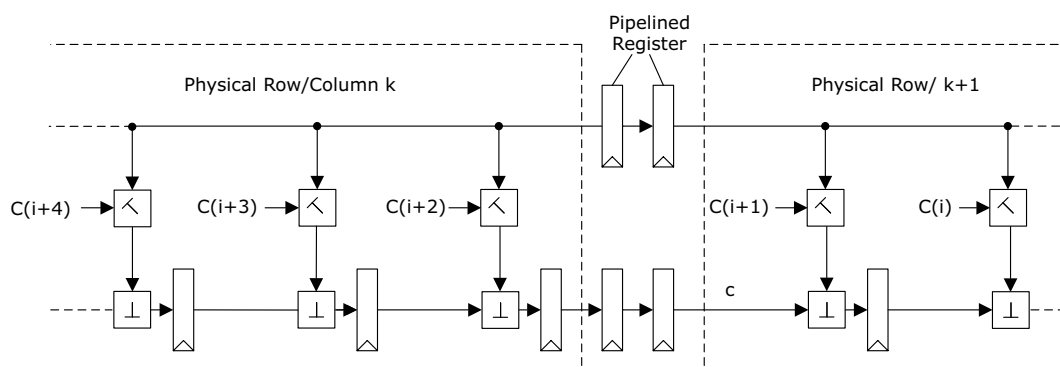 Pipelined
Register
Physical Row/Column k
Physical Row/ k+1
C(i+4)
C(i+3)
C(i+2)
C(i+1)
C(i)
c